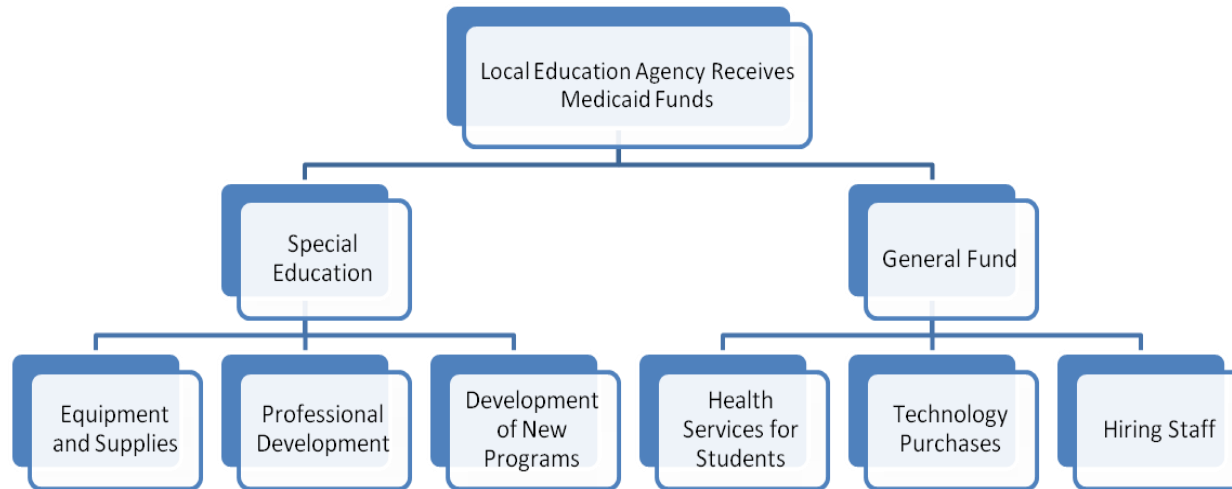 Local Education Agency Receives
Medicaid Funds
Special
Education
General Fund
Equipment
and Supplies
Professional
Development
Development
of New
Programs
Health
Services for
Students
Technology
Purchases
Hiring Staff